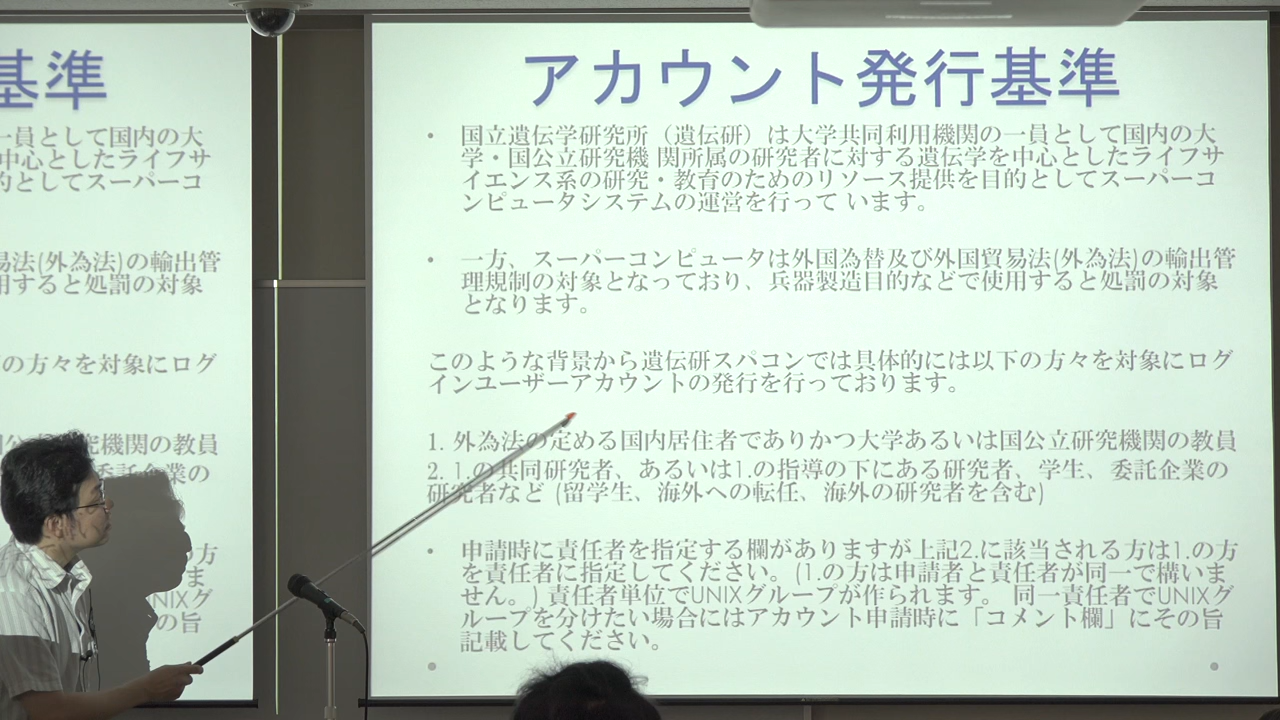 基準
一員として国内の大
中心としたライフサ
的としてスーパーコ
易法(外為法)の輸出管
用すると処罰の対象
の方々を対象にログ
国公立研究機関の教員
委託企業の
方
ま
UNIXグ
の旨
アカウント発行基準
• 国立遺伝学研究所（遺伝研）は大学共同利用機関の一員として国内の大
学・国公立研究機 関所属の研究者に対する遺伝学を中心としたライフサ
イエンス系の研究・教育のためのリソース提供を目的としてスーパーコ
ンピュータシステムの運営を行って います。
• 一方、スーパーコンピュータは外国為替及び外国貿易法(外為法)の輸出管
理規制の対象となっており、兵器製造目的などで使用すると処罰の対象
となります。
このような背景から遺伝研スパコンでは具体的には以下の方々を対象にログ
インユーザーアカウントの発行を行っております。
1. 外為法の定める国内居住者でありかつ大学あるいは国公立研究機関の教員
2. 1.の共同研究者、あるいは1.の指導の下にある研究者、学生、委託企業の
研究者など (留学生、海外への転任、海外の研究者を含む)
• 申請時に責任者を指定する欄がありますが上記2.に該当される方は1.の方
を責任者に指定してください。(1.の方は申請者と責任者が同一で構いま
せん。) 責任者単位でUNIXグループが作られます。 同一責任者でUNIXグ
ループを分けたい場合にはアカウント申請時に「コメント欄」にその旨
記載してください。